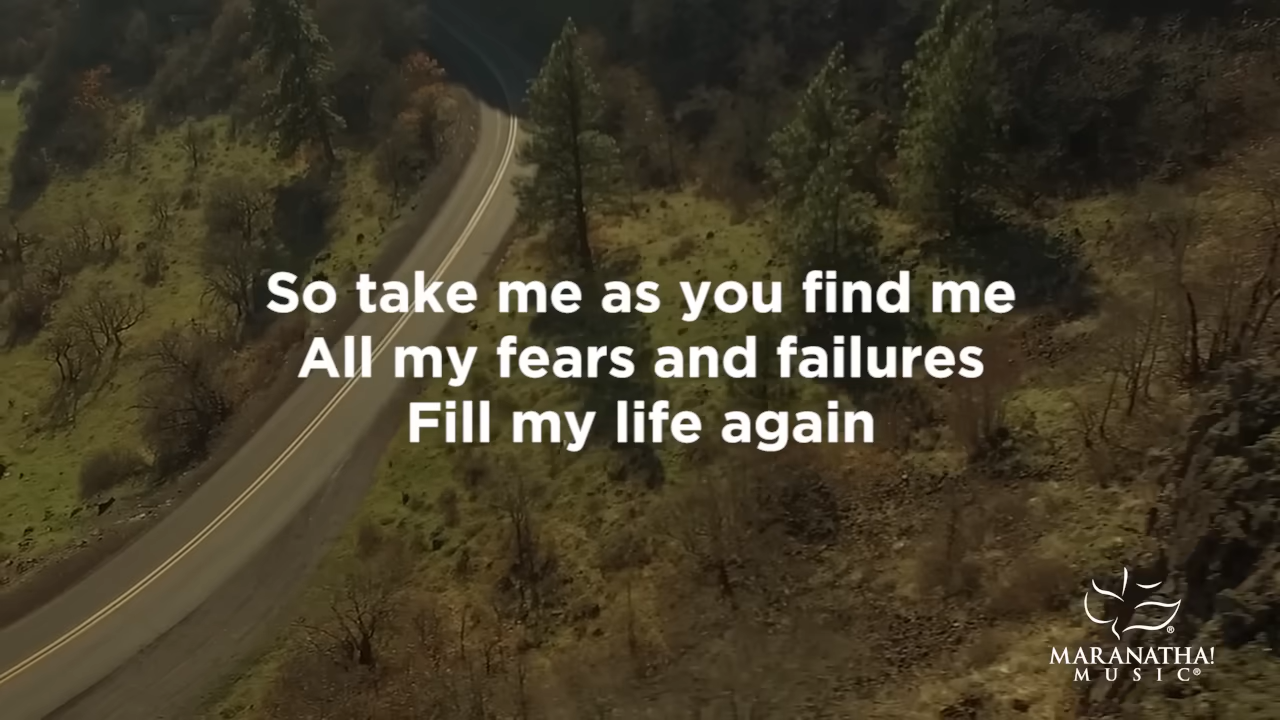 So take me as you find me
All my fears and failures
Fill my life again
MARANATHA!
MUSIC®